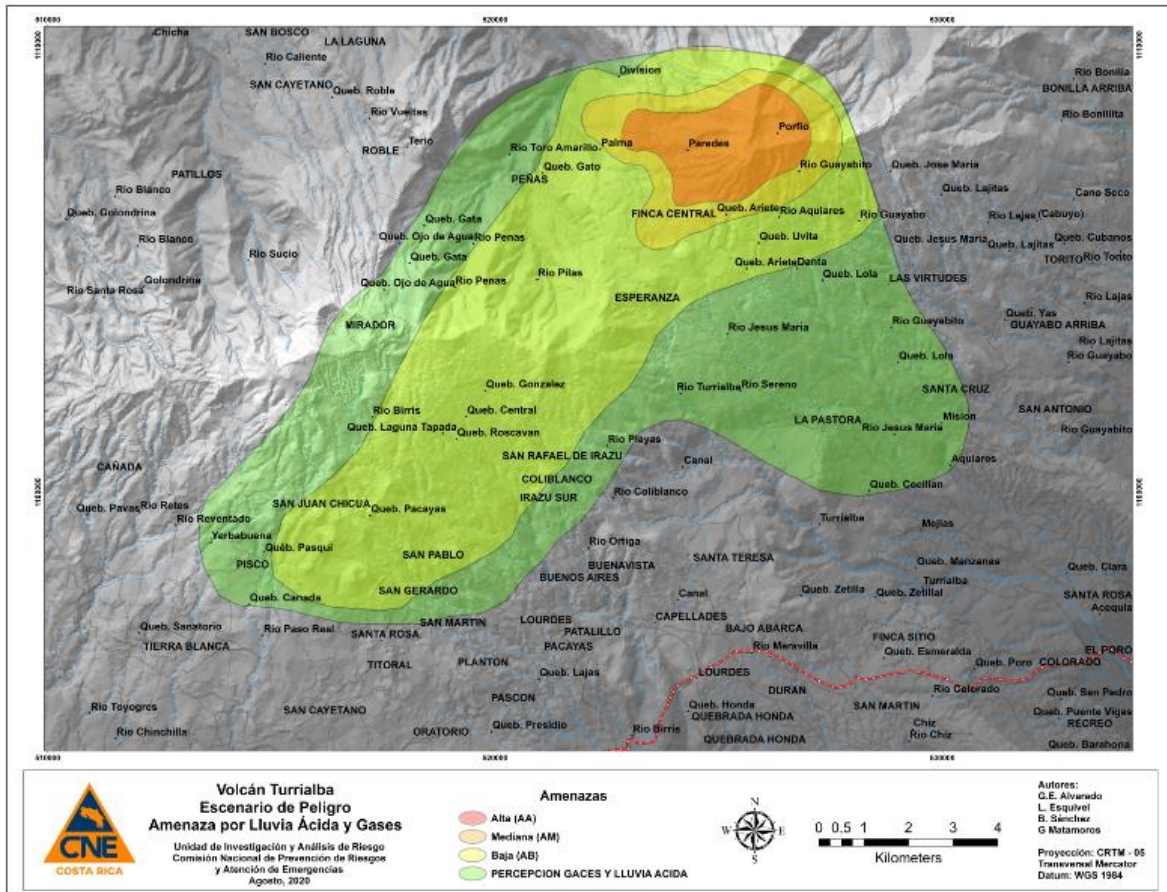 510000 520000 530000
1110000 1110000
Chicha
SAN BOSCO
LA LAGUNA
Rio Caliente
Division
Rio Bonilla
SAN CAYETANO
BONILLA ARRIBA
Queb. Roble
Rio Vueltas
Rio Bonillita
Porfio
Terio
Palma
Paredes
ROBLE
Rio Toro Amarillo
Queb. Gato
Rio Guayabito
Queb. Jose Maria
PATILLOS
PEÑAS
Rio Blanco
Queb. Lajitas
Cano Seco
Queb. Golondrina
Queb. Gata
FINCA CENTRAL
Queb. Ariete
Rio Aquiares
Rio Guayabo
Rio Lajas
(Cabuyo)
Rio Blanco
Queb. Ojo de Agua
Rio Penas
Queb. Uvita
Queb. Jesus Maria
Queb. Cubanos
Queb. Lajitas
Rio Sucio
Queb. Gata
Queb. Ariete
Danta
TORITO
Rio Torito
Golondrina
Rio Santa Rosa
Queb. Ojo de Agua
Rio Penas
Rio Pilas
Queb. Lola
LAS VIRTUDES
ESPERANZA
Rio Lajas
MIRADOR
Rio Jesus Maria
Rio Guayabito
Queb. Yas
GUAYABO ARRIBA
Rio Lajitas
Queb. Lola
Rio Guayabo
Queb. Gonzalez
Rio Turrialba
Rio Sereno
SANTA CRUZ
Rio Birris
Queb. Central
SAN ANTONIO
Queb. Laguna Tapada
Queb. Roscavan
LA PASTORA
Mision
Rio Jesus Maria
Rio Guayabito
Rio Playas
SAN RAFAEL DE IRAZU
CAÑADA
Canal
Aquiares
COLIBLANCO
Queb. Cecilian
1100000 1100000
Queb. Pavas
Rio Retes
SAN JUAN CHICUA
IRAZU SUR
Rio Coliblanco
Rio Reventado
Queb. Pacayas
Turrialba
Mejias
Yerbabuena
Queb. Pasqui
SAN PABLO
Rio Ortiga
SANTA TERESA
PISCO
BUENAVISTA
Queb. Manzanas
Queb. Clara
BUENOS AIRES
SAN GERARDO
Turrialba
Queb. Canada
Canal
Queb. Zetilla
Queb. Zetillal
SANTA ROSA
Acequia
Queb. Sanatorio
Rio Paso Real
SANTA ROSA
SAN MARTIN
LOURDES
CAPELLADES
TIERRA BLANCA
PATALILLO
BAJO ABARCA
FINCA SITIO
PACAYAS
Rio Maravilla
Queb. Esmeralda
EL PORO
TITORAL
PLANTON
Queb. Lajas
LOURDES
Queb. Poro
COLORADO
DURAN
PASCON
Rio Colorado
Queb. San Pedro
Rio Toyogres
SAN CAYETANO
Queb. Honda
SAN MARTIN
Queb. Puente Vigas
QUEBRADA HONDA
RECREO
Rio Chinchilla
ORATORIO
Queb. Presidio
Rio Birris
QUEBRADA HONDA
Chiz
Rio Chiz
Queb. Barahona
510000 520000 530000
CNE
COSTA RICA
Volcán Turrialba
Escenario de Peligro
Amenaza por Lluvia Ácida y Gases
Unidad de Investigación y Análisis de Riesgo
Comisión Nacional de Prevención de Riesgos
y Atención de Emergencias
Agosto, 2020
Amenazas
Alta (AA)
Mediana (AM)
Baja (AB)
PERCEPCION GACES Y LLUVIA ACIDA
N
W E
S
0 0.5 1 2 3 4
Kilometers
Autores:
G.E. Alvarado
L. Esquivel
B. Sánchez
G Matamoros
Proyección: CRTM - 05
Transversal Mercator
Datum: WGS 1984